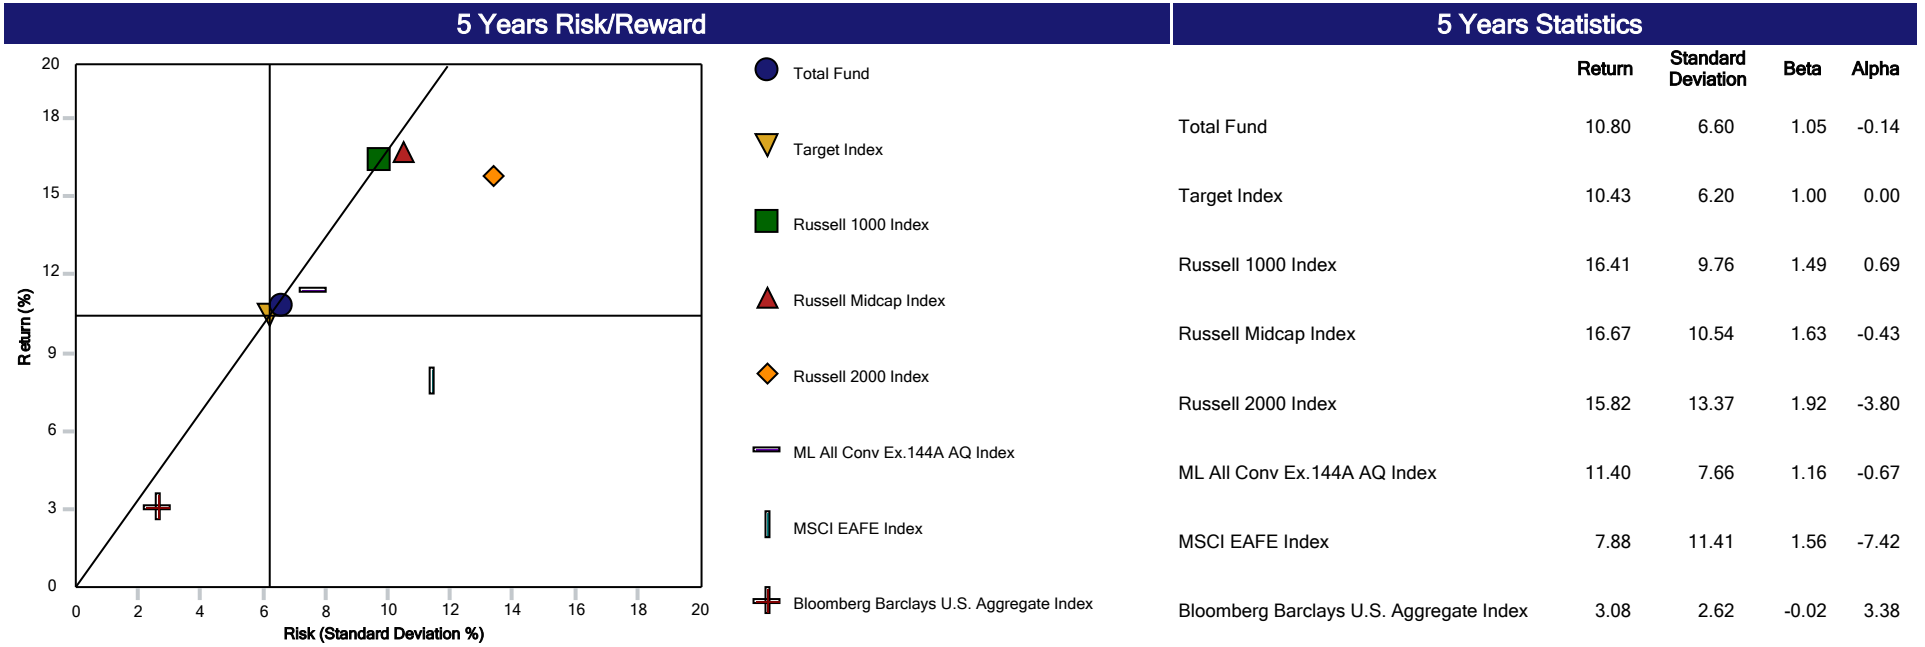 5 Years Risk/Reward
5 Years Statistics
20
18
15
12
9
6
3
0
Return (%)
0 2 4 6 8 10 12 14 16 18 20
Risk (Standard Deviation %)
Total Fund
Target Index
Russell 1000 Index
Russell Midcap Index
Russell 2000 Index
ML All Conv Ex.144A AQ Index
MSCI EAFE Index
Bloomberg Barclays U.S. Aggregate Index
Return Standard Deviation Beta Alpha
Total Fund 10.80 6.60 1.05 -0.14
Target Index 10.43 6.20 1.00 0.00
Russell 1000 Index 16.41 9.76 1.49 0.69
Russell Midcap Index 16.67 10.54 1.63 -0.43
Russell 2000 Index 15.82 13.37 1.92 -3.80
ML All Conv Ex.144A AQ Index 11.40 7.66 1.16 -0.67
MSCI EAFE Index 7.88 11.41 1.56 -7.42
Bloomberg Barclays U.S. Aggregate Index 3.08 2.62 -0.02 3.38